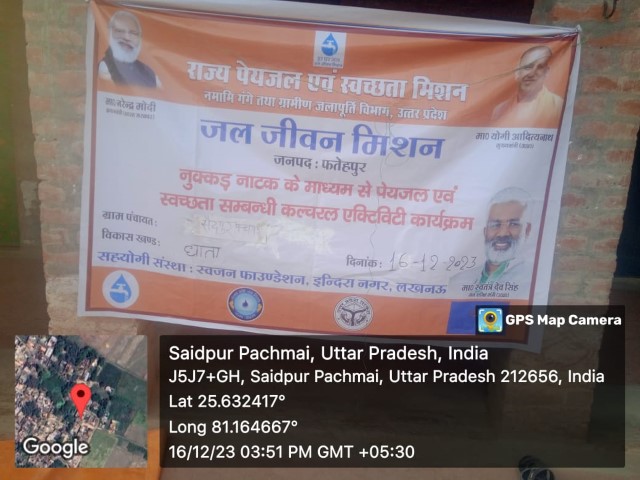 राज्य पेयजल एवं स्वच्छता मिशन
नमामि गंगे तथा ग्रामीण जलापूर्ति विभाग, उत्तर प्रदेश
मा0 नरेन्द्र मोदी
मा0 योगी आदित्यनाथ
जल जीवन मिशन
जनपद : फतेहपुर
नुक्कड़ नाटक के माध्यम से पेयजल एवं
स्वच्छता सम्बन्धी कल्चरल एक्टिविटी कार्यक्रम
ग्राम पंचायत :
विकास खण्ड : धाता
दिनांक : 16-12-2023
सहयोगी संस्था : स्वजन फाउण्डेशन, इन्दिरा नगर, लखनऊ
मा0 स्वतंत्र देव सिंह
GPS Map Camera
Saidpur Pachmai, Uttar Pradesh, India
J5J7+GH, Saidpur Pachmai, Uttar Pradesh 212656, India
Lat 25.632417°
Long 81.164667°
16/12/23 03:51 PM GMT +05:30
Google